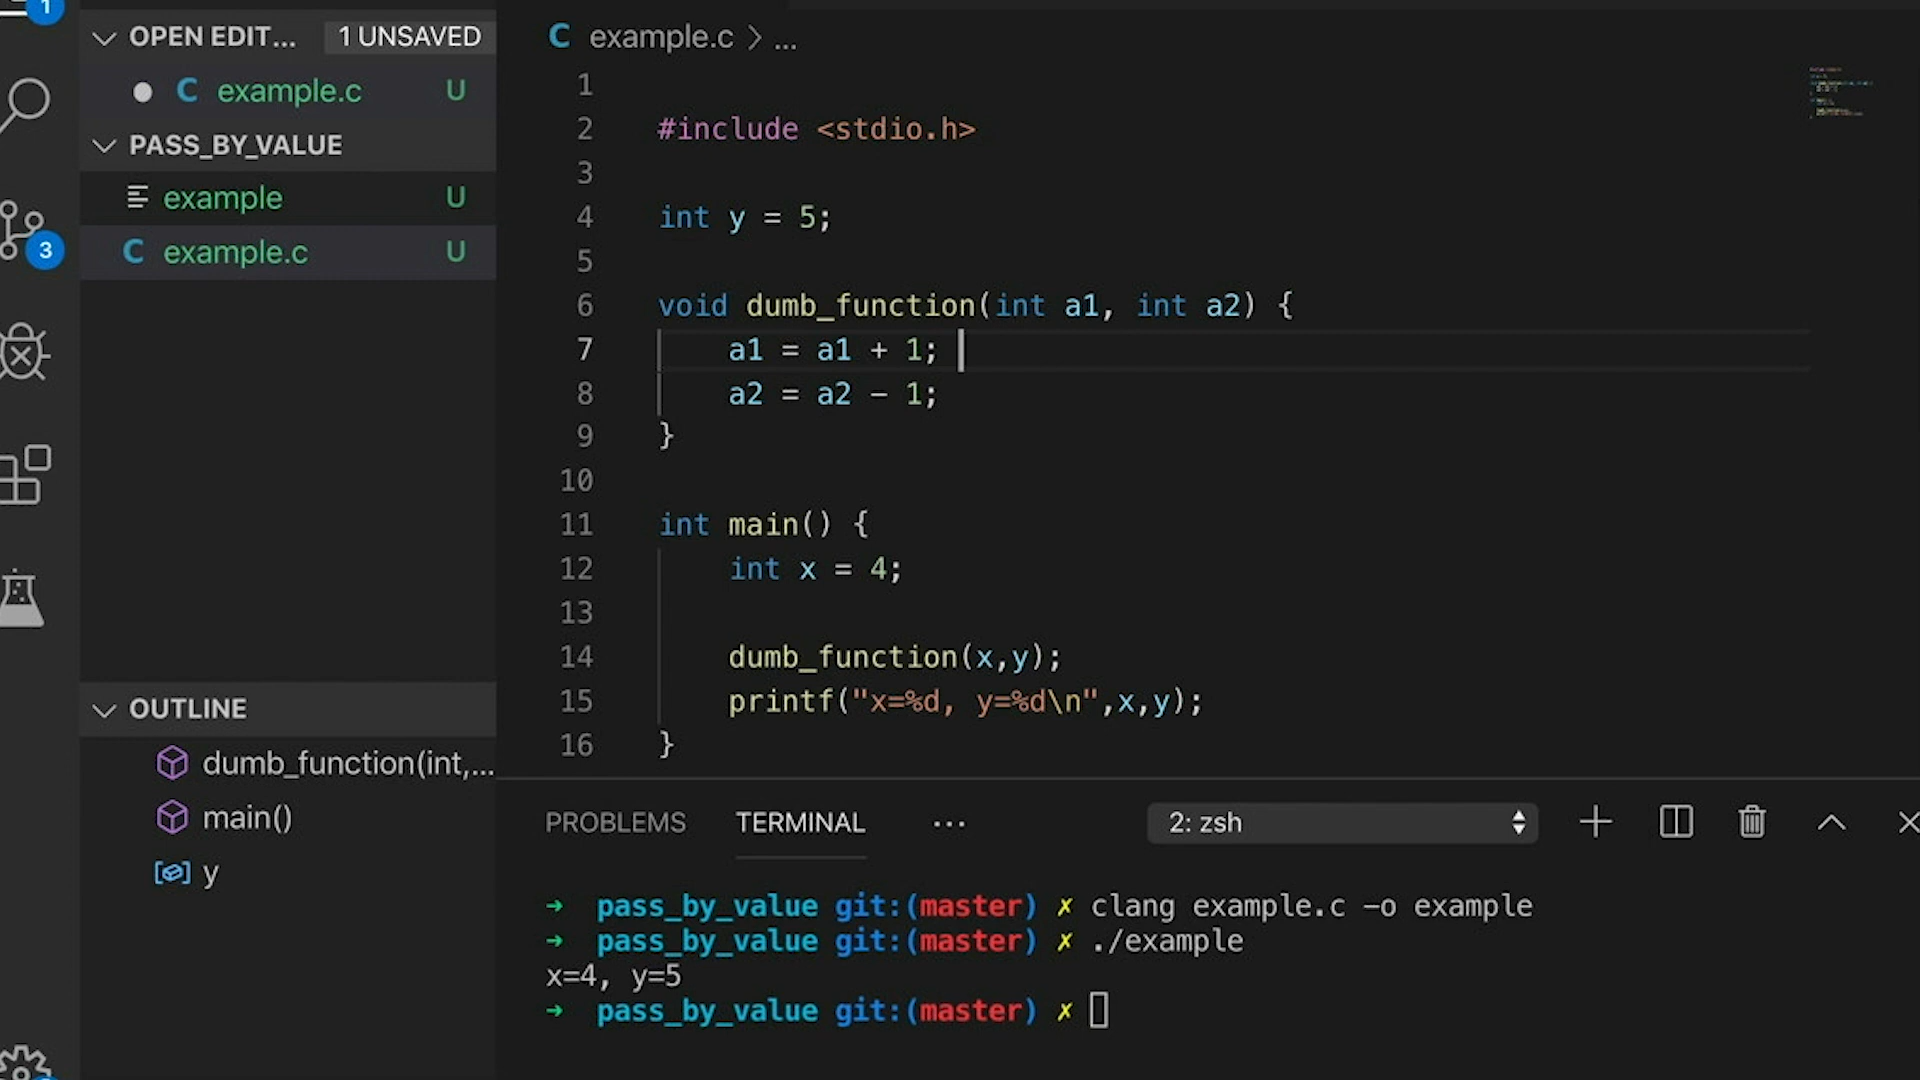 1
OPEN EDIT... 1 UNSAVED
C example.c U
PASS_BY_VALUE
example U
C example.c U
3
OUTLINE
dumb_function(int,...
main()
y
C example.c > ...
1
2 #include <stdio.h>
3
4 int y = 5;
5
6 void dumb_function(int a1, int a2) {
7 a1 = a1 + 1;
8 a2 = a2 - 1;
9 }
10
11 int main() {
12 int x = 4;
13
14 dumb_function(x,y);
15 printf("x=%d, y=%d\n",x,y);
16 }
PROBLEMS TERMINAL ... 2: zsh
→ pass_by_value git:(master) ✗ clang example.c -o example
→ pass_by_value git:(master) ✗ ./example
x=4, y=5
→ pass_by_value git:(master) ✗